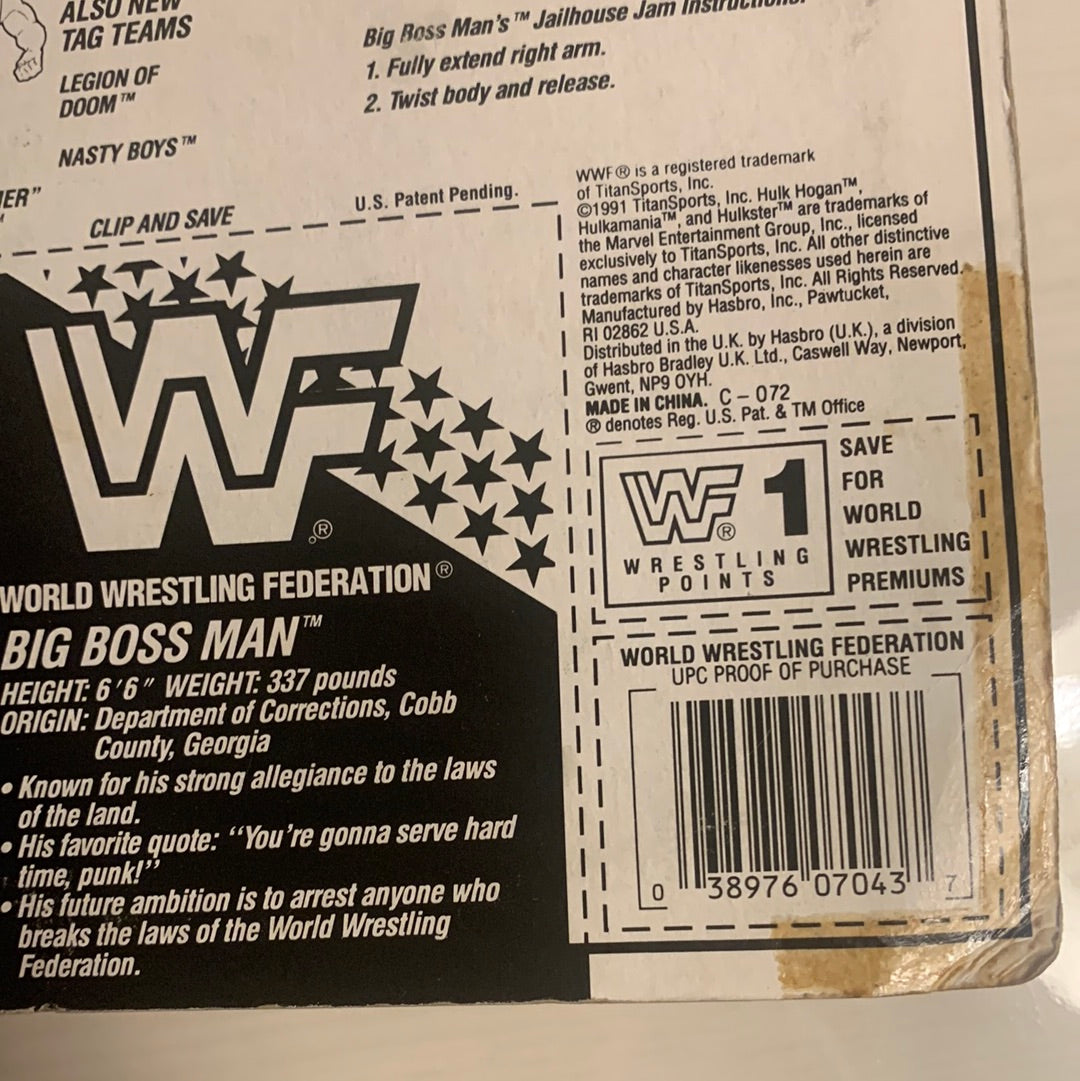 ALSO NEW
TAG TEAMS
LEGION OF
DOOM™
NASTY BOYS™
ER”
CLIP AND SAVE
Big Boss Man's™ Jailhouse Jam Instructions.
1. Fully extend right arm.
2. Twist body and release.
U.S. Patent Pending.
WWF® is a registered trademark
of TitanSports, Inc.
©1991 TitanSports, Inc. Hulk Hogan™,
Hulkamania™, and Hulkster™ are trademarks of
the Marvel Entertainment Group, Inc., licensed
exclusively to TitanSports, Inc. All other distinctive
names and character likenesses used herein are
trademarks of TitanSports, Inc. All Rights Reserved.
Manufactured by Hasbro, Inc., Pawtucket,
RI 02862 U.S.A.
Distributed in the U.K. by Hasbro (U.K.), a division
of Hasbro Bradley U.K. Ltd., Caswell Way, Newport,
Gwent, NP9 OYH.
MADE IN CHINA. C – 072
® denotes Reg. U.S. Pat. & TM Office
WF®
WORLD WRESTLING FEDERATION®
BIG BOSS MAN™
HEIGHT: 6'6" WEIGHT: 337 pounds
ORIGIN: Department of Corrections, Cobb
County, Georgia
• Known for his strong allegiance to the laws
of the land.
• His favorite quote: “You're gonna serve hard
time, punk!”
• His future ambition is to arrest anyone who
breaks the laws of the World Wrestling
Federation.
WF® 1
WRESTLING
POINTS
SAVE
FOR
WORLD
WRESTLING
PREMIUMS
WORLD WRESTLING FEDERATION
UPC PROOF OF PURCHASE
0 38976 07043 7